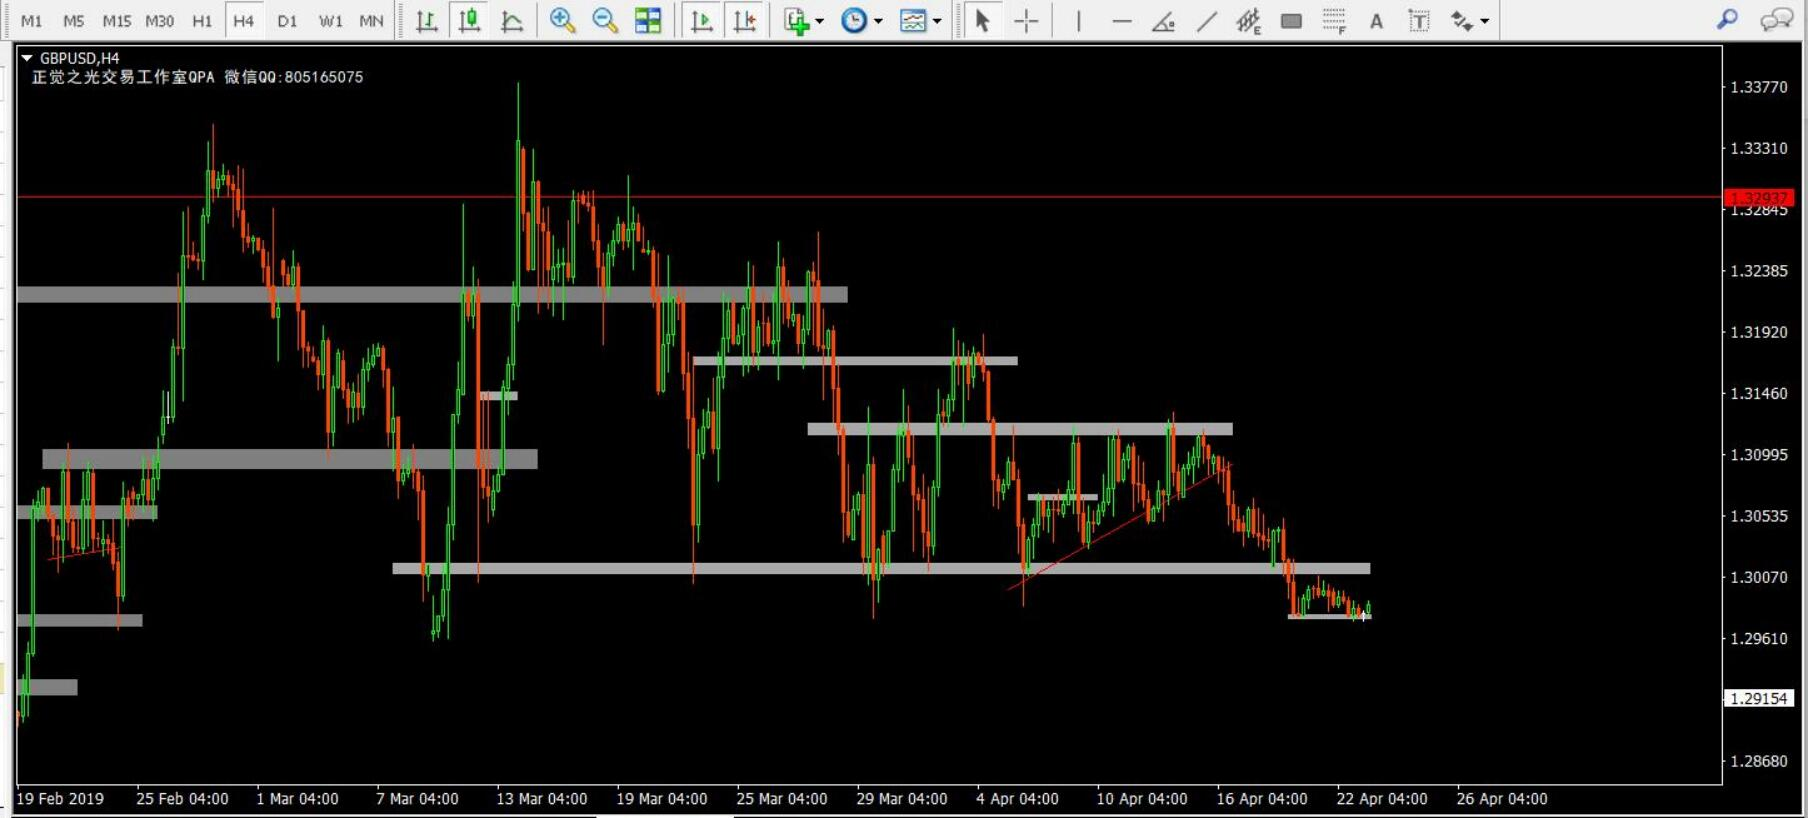 M1 M5 M15 M30 H1 H4 D1 W1 MN
E F A T
GBPUSD,H4
正觉之光交易工作室QPA 微信QQ:805165075
1.33770
1.33310
1.32937
1.32845
1.32385
1.31920
1.31460
1.30995
1.30535
1.30070
1.29610
1.29154
1.28680
19 Feb 2019 25 Feb 04:00 1 Mar 04:00 7 Mar 04:00 13 Mar 04:00 19 Mar 04:00 25 Mar 04:00 29 Mar 04:00 4 Apr 04:00 10 Apr 04:00 16 Apr 04:00 22 Apr 04:00 26 Apr 04:00